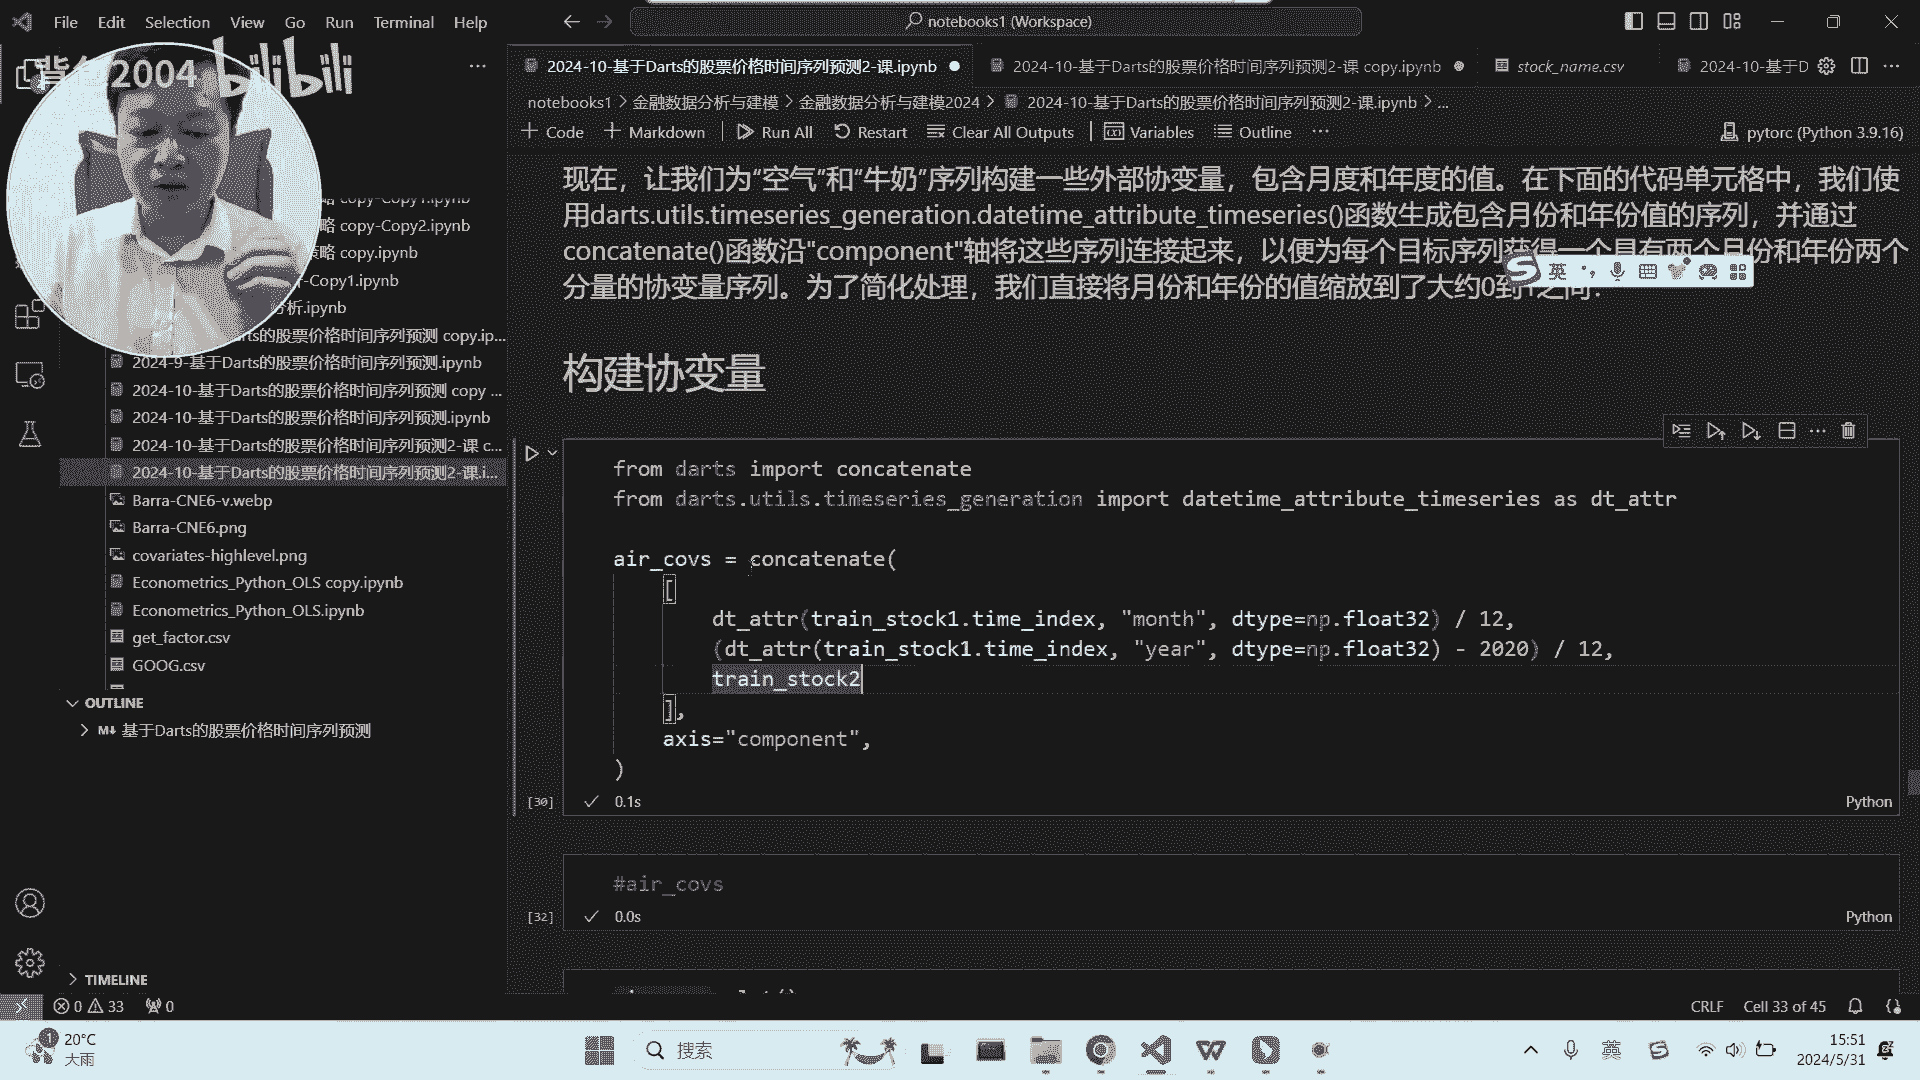 File Edit Selection View Go Run Terminal Help
notebooks1 (Workspace)
2004 bilibili
2024-10-基于Darts的股票价格时间序列预测2-课.ipynb
2024-10-基于Darts的股票价格时间序列预测2-课 copy.ipynb
stock_name.csv
2024-10-基于D
notebooks1 > 金融数据分析与建模 > 金融数据分析与建模2024 > 2024-10-基于Darts的股票价格时间序列预测2-课.ipynb > ...
+ Code + Markdown Run All Restart Clear All Outputs Variables Outline ...
pytorc (Python 3.9.16)
copy-Copy1.ipynb
略 copy-Copy2.ipynb
策略 copy.ipynb
-Copy1.ipynb
分析.ipynb
ts的股票价格时间序列预测 copy.ip...
2024-9-基于Darts的股票价格时间序列预测.ipynb
2024-10-基于Darts的股票价格时间序列预测 copy ...
2024-10-基于Darts的股票价格时间序列预测.ipynb
2024-10-基于Darts的股票价格时间序列预测2-课 c...
2024-10-基于Darts的股票价格时间序列预测2-课.i...
Barra-CNE6-v.webp
Barra-CNE6.png
covariates-highlevel.png
Econometrics_Python_OLS copy.ipynb
Econometrics_Python_OLS.ipynb
get_factor.csv
GOOG.csv
OUTLINE
M↓ 基于Darts的股票价格时间序列预测
TIMELINE
现在，让我们为“空气”和“牛奶”序列构建一些外部协变量，包含月度和年度的值。在下面的代码单元格中，我们使
用darts.utils.timeseries_generation.datetime_attribute_timeseries()函数生成包含月份和年份值的序列，并通过
concatenate()函数沿"component"轴将这些序列连接起来，以便为每个目标序列获得一个具有两个月份和年份两个
分量的协变量序列。为了简化处理，我们直接将月份和年份的值缩放到了大约0到1之间：
英
构建协变量
from darts import concatenate
from darts.utils.timeseries_generation import datetime_attribute_timeseries as dt_attr
air_covs = concatenate(
[
dt_attr(train_stock1.time_index, "month", dtype=np.float32) / 12,
(dt_attr(train_stock1.time_index, "year", dtype=np.float32) - 2020) / 12,
train_stock2
],
axis="component",
)
[30] 0.1s Python
#air_covs
[32] 0.0s Python
0 33 0
CRLF Cell 33 of 45
1 20°C
大雨
搜索
英
15:51
2024/5/31